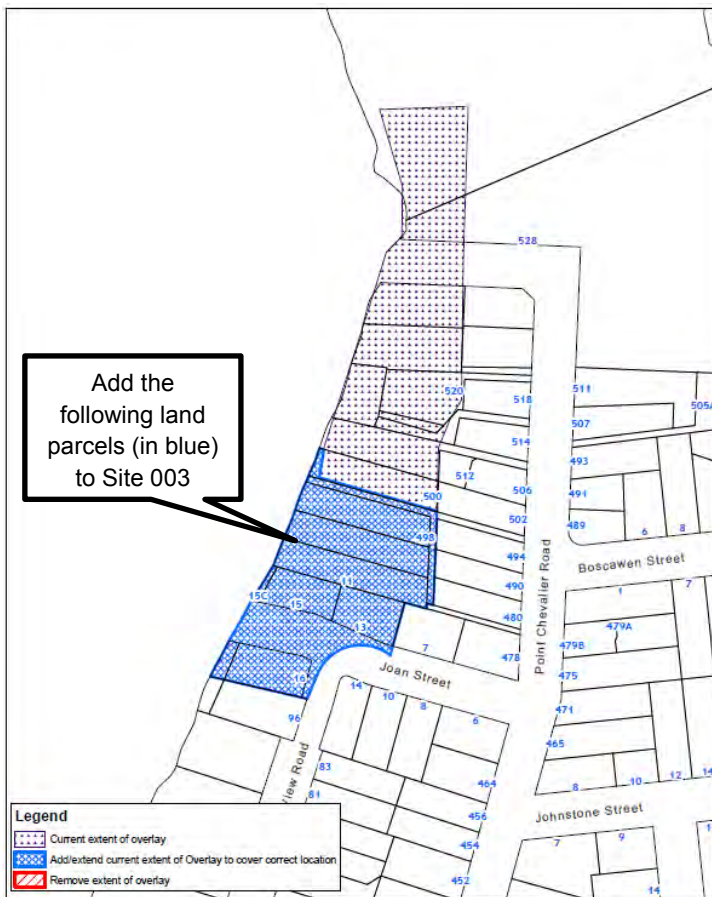 528
511
505A
520
518
507
514
493
512
506
491
500
502
489
6
8
498
494
Boscawen Street
490
1
7
11
15C
480
15
479A
13
7
478
479B
Point Chevalier Road
475
Joan Street
16
14
10
8
6
471
96
465
83
464
8
10
12
14
81
View Road
456
Johnstone Street
454
7
9
452
14
Add the
following land
parcels (in blue)
to Site 003
Legend
Current extent of overlay
Add/extend current extent of Overlay to cover correct location
Remove extent of overlay